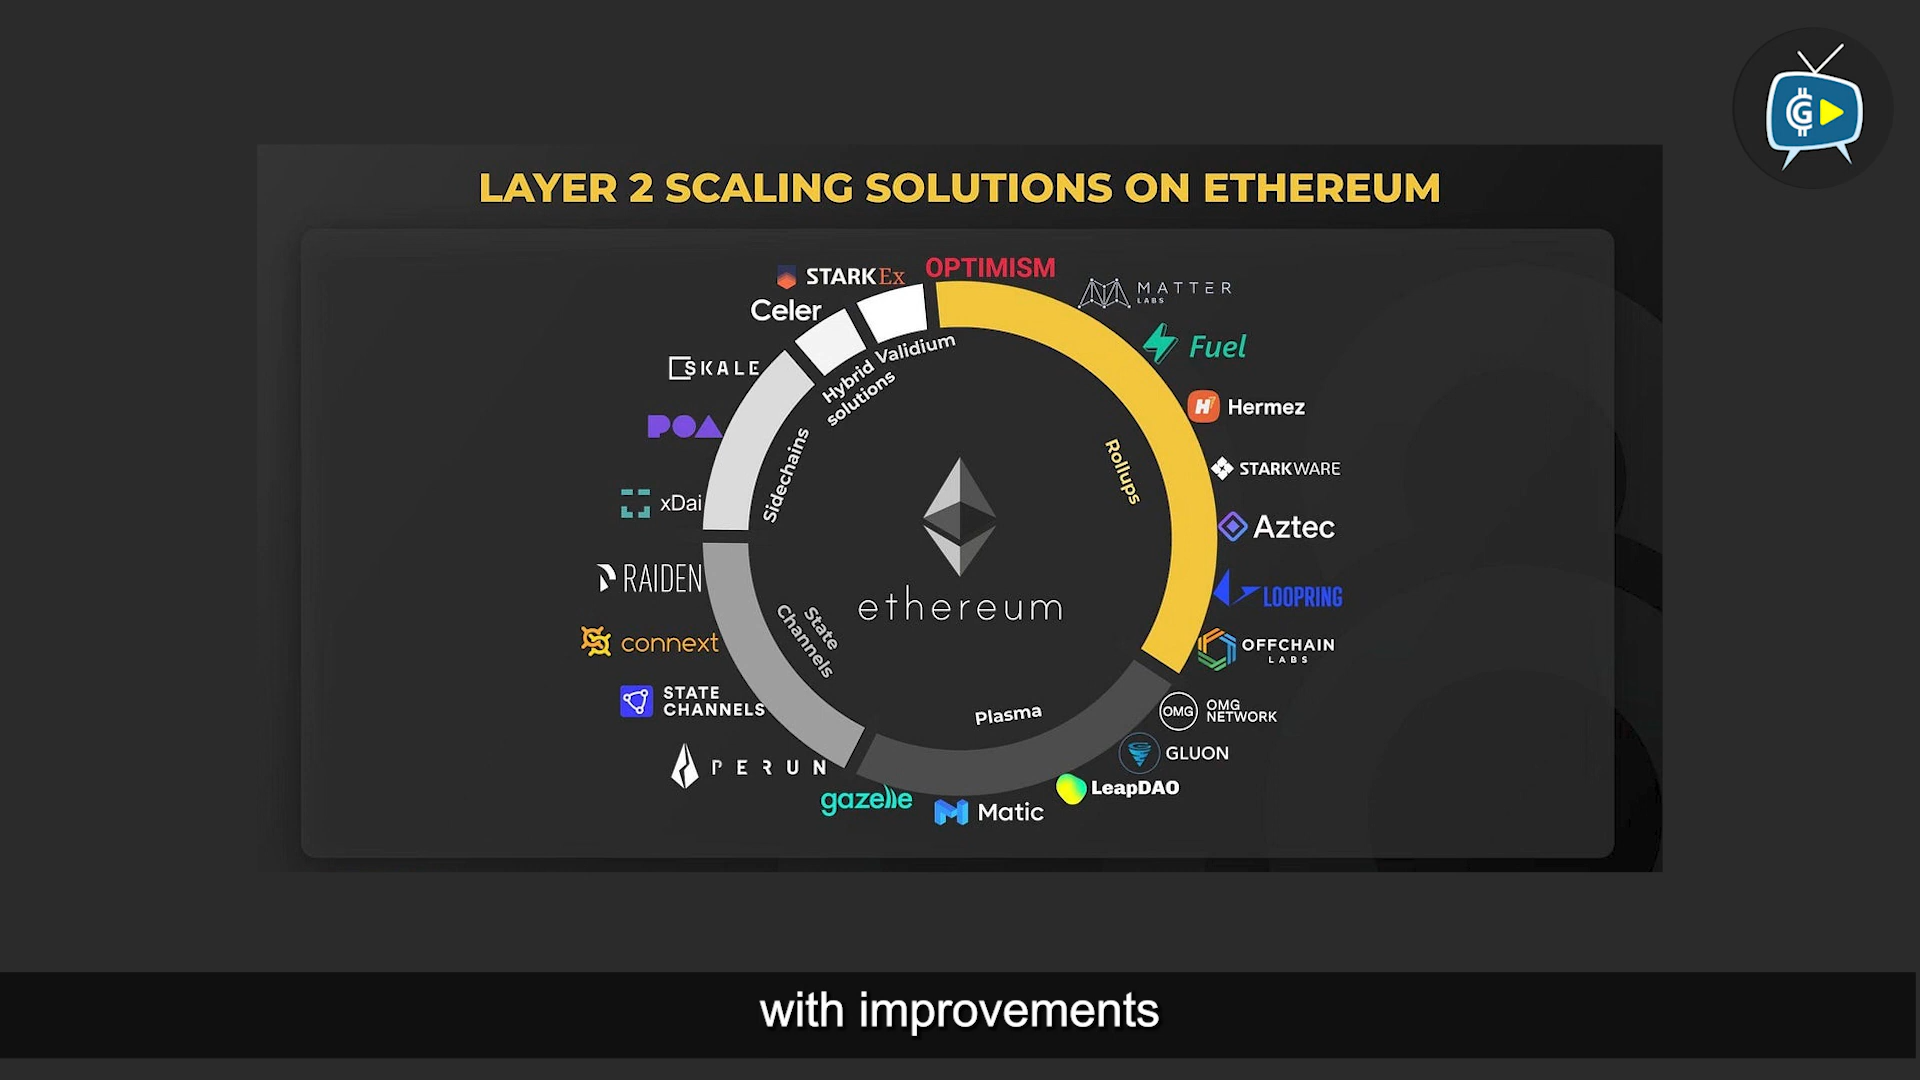 LAYER 2 SCALING SOLUTIONS ON ETHEREUM
OPTIMISM
MATTER
LABS
Fuel
Hermez
STARKWARE
Aztec
LOOPRING
OFFCHAIN
LABS
OMG
OMG
NETWORK
GLUON
LeapDAO
Matic
gazelle
PERUN
STATE
CHANNELS
connext
RAIDEN
xDai
POA
SKALE
Celer
STARKEx
Validium
Hybrid
solutions
Sidechains
State
Channels
Plasma
Rollups
ethereum
with improvements